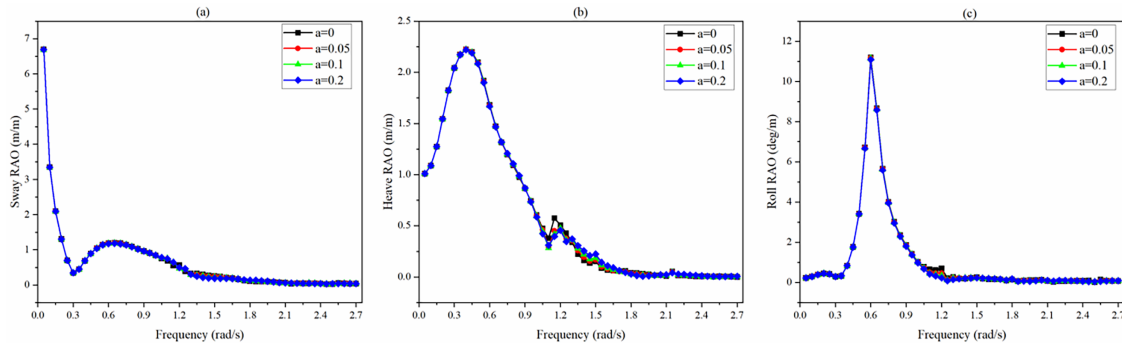 (a)
7
6
5
4
3
2
1
0
Sway RAO (m/m)
0.0 0.3 0.6 0.9 1.2 1.5 1.8 2.1 2.4 2.7
Frequency (rad/s)
a=0
a=0.05
a=0.1
a=0.2
(b)
2.5
2.0
1.5
1.0
0.5
0.0
Heave RAO (m/m)
0.0 0.3 0.6 0.9 1.2 1.5 1.8 2.1 2.4 2.7
Frequency (rad/s)
a=0
a=0.05
a=0.1
a=0.2
(c)
12
10
8
6
4
2
0
Roll RAO (deg/m)
0.0 0.3 0.6 0.9 1.2 1.5 1.8 2.1 2.4 2.7
Frequency (rad/s)
a=0
a=0.05
a=0.1
a=0.2